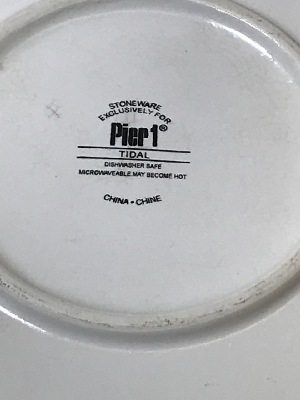 STONEWARE
EXCLUSIVELY FOR
Pier 1®
TIDAL
DISHWASHER SAFE
MICROWAVEABLE.MAY BECOME HOT
CHINA • CHINE